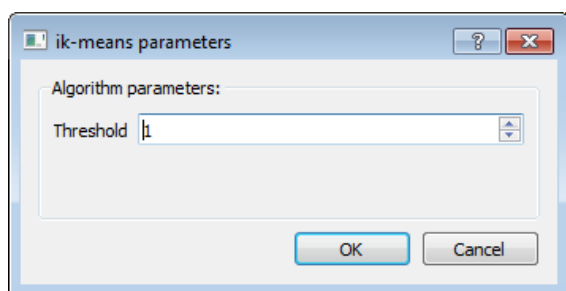 ik-means parameters
Algorithm parameters:
Threshold 1
OK Cancel